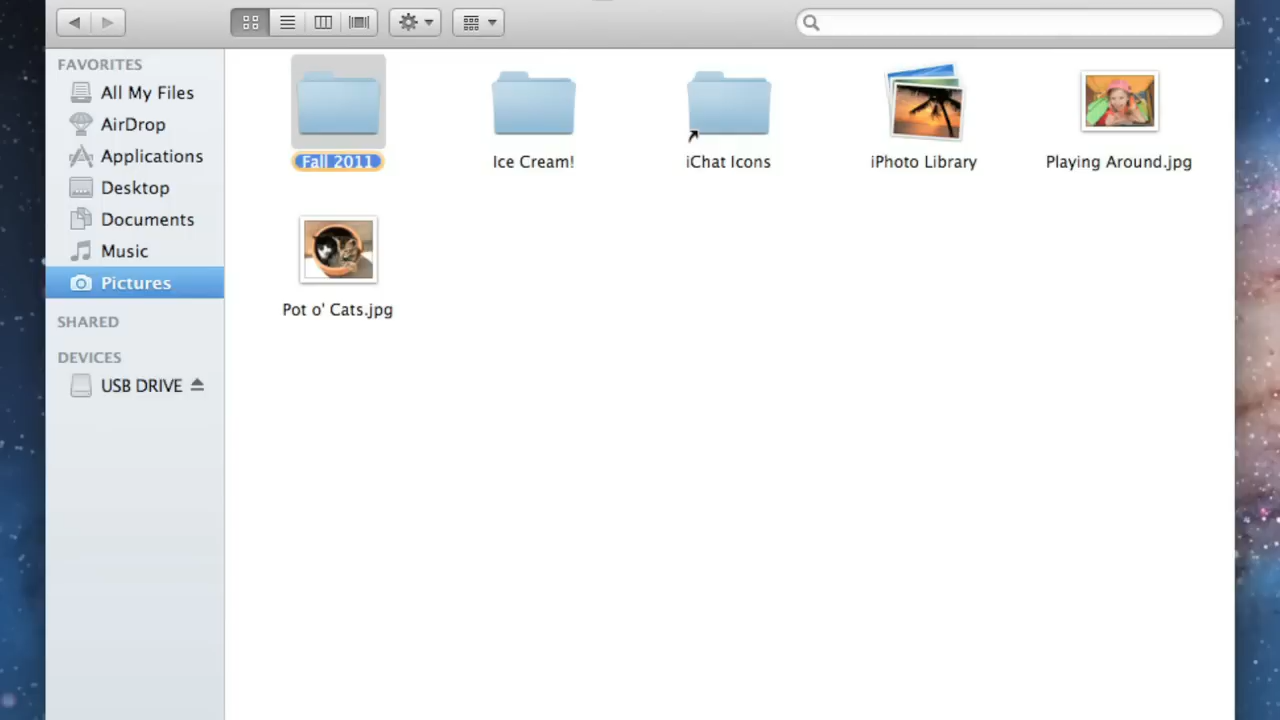 FAVORITES
All My Files
AirDrop
Applications
Desktop
Documents
Music
Pictures
SHARED
DEVICES
USB DRIVE
Fall 2011
Ice Cream!
iChat Icons
iPhoto Library
Playing Around.jpg
Pot o' Cats.jpg